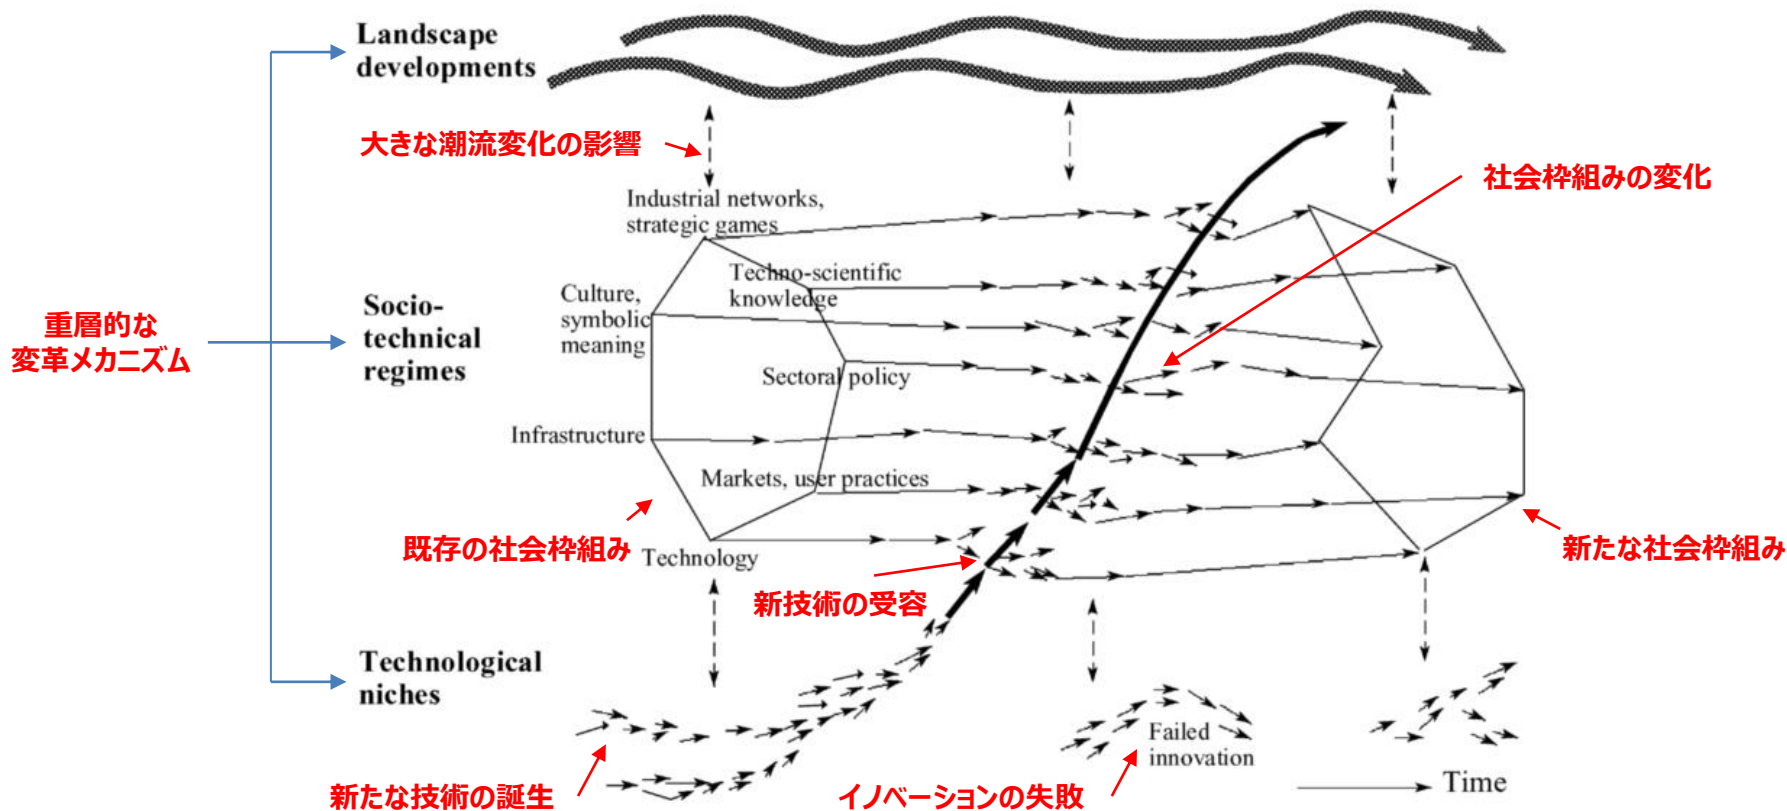 Landscape
developments
大きな潮流変化の影響
社会枠組みの変化
Industrial networks,
strategic games
Techno-scientific
knowledge
Culture,
symbolic
meaning
Socio-
technical
regimes
重層的な
変革メカニズム
Sectoral policy
Infrastructure
Markets, user practices
既存の社会枠組み
Technology
新たな社会枠組み
新技術の受容
Technological
niches
Failed
innovation
Time
新たな技術の誕生
イノベーションの失敗